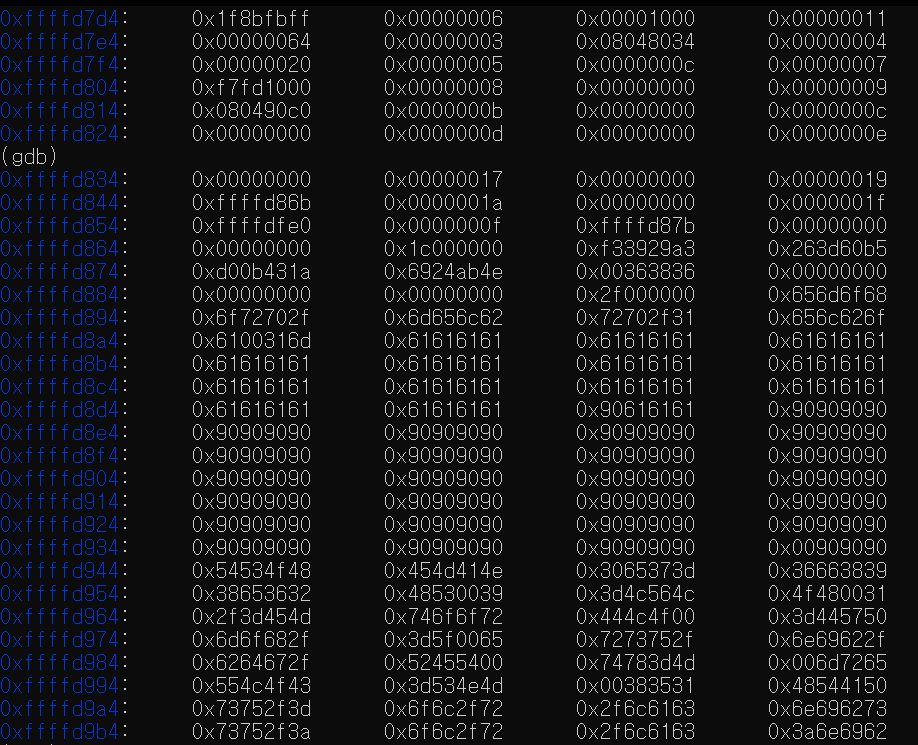 0xffffd7d4: 0x1f8bfbff 0x00000006 0x00001000 0x00000011
0xffffd7e4: 0x00000064 0x00000003 0x08048034 0x00000004
0xffffd7f4: 0x00000020 0x00000005 0x0000000c 0x00000007
0xffffd804: 0xf7fd1000 0x00000008 0x00000000 0x00000009
0xffffd814: 0x080490c0 0x0000000b 0x00000000 0x0000000c
0xffffd824: 0x00000000 0x0000000d 0x00000000 0x0000000e
(gdb)
0xffffd834: 0x00000000 0x00000017 0x00000000 0x00000019
0xffffd844: 0xffffd86b 0x0000001a 0x00000000 0x0000001f
0xffffd854: 0xffffdfe0 0x0000000f 0xffffd87b 0x00000000
0xffffd864: 0x00000000 0x1c000000 0xf33929a3 0x263d60b5
0xffffd874: 0xd00b431a 0x6924ab4e 0x00363836 0x00000000
0xffffd884: 0x00000000 0x00000000 0x2f000000 0x656d6f68
0xffffd894: 0x6f72702f 0x6d656c62 0x72702f31 0x656c626f
0xffffd8a4: 0x6100316d 0x61616161 0x61616161 0x61616161
0xffffd8b4: 0x61616161 0x61616161 0x61616161 0x61616161
0xffffd8c4: 0x61616161 0x61616161 0x61616161 0x61616161
0xffffd8d4: 0x61616161 0x61616161 0x90616161 0x90909090
0xffffd8e4: 0x90909090 0x90909090 0x90909090 0x90909090
0xffffd8f4: 0x90909090 0x90909090 0x90909090 0x90909090
0xffffd904: 0x90909090 0x90909090 0x90909090 0x90909090
0xffffd914: 0x90909090 0x90909090 0x90909090 0x90909090
0xffffd924: 0x90909090 0x90909090 0x90909090 0x90909090
0xffffd934: 0x90909090 0x90909090 0x90909090 0x00909090
0xffffd944: 0x54534f48 0x454d414e 0x3065373d 0x36663839
0xffffd954: 0x38653632 0x48530039 0x3d4c564c 0x4f480031
0xffffd964: 0x2f3d454d 0x746f6f72 0x444c4f00 0x3d445750
0xffffd974: 0x6d6f682f 0x3d5f0065 0x7273752f 0x6e69622f
0xffffd984: 0x6264672f 0x52455400 0x74783d4d 0x006d7265
0xffffd994: 0x554c4f43 0x3d534e4d 0x00383531 0x48544150
0xffffd9a4: 0x73752f3d 0x6f6c2f72 0x2f6c6163 0x6e696273
0xffffd9b4: 0x73752f3a 0x6f6c2f72 0x2f6c6163 0x3a6e6962